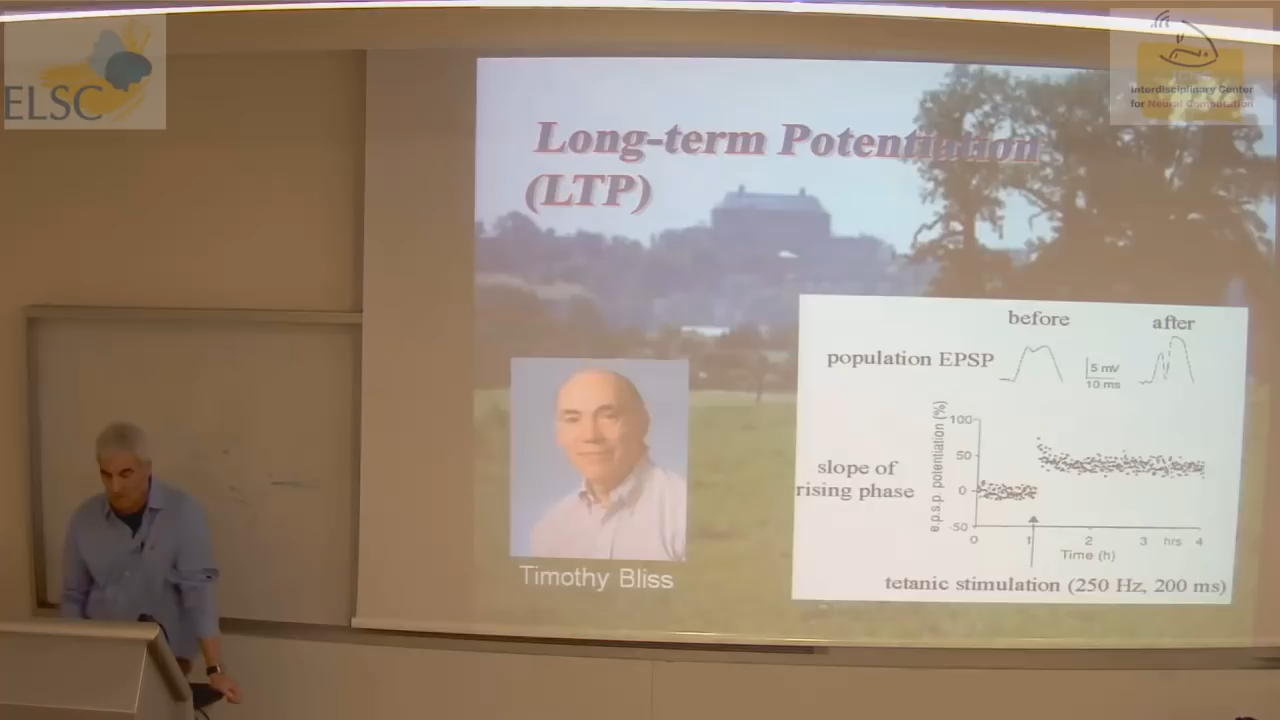 ELSC
Interdisciplinary Center
for Neural Computation
Long-term Potentiation
(LTP)
before
after
population EPSP
5 mV
10 ms
e.p.s.p. potentiation (%)
100
50
0
-50
slope of
rising phase
0
1
2
3
hrs
4
Time (h)
tetanic stimulation (250 Hz, 200 ms)
Timothy Bliss